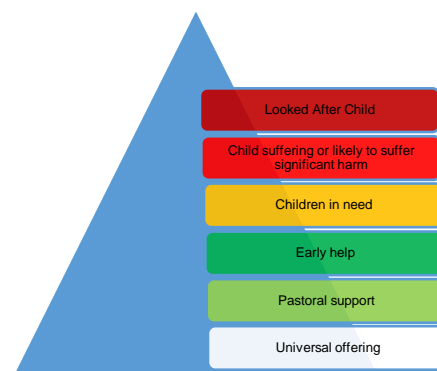 Looked After Child
Child suffering or likely to suffer
significant harm
Children in need
Early help
Pastoral support
Universal offering